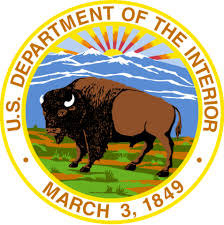 U.S. DEPARTMENT OF THE INTERIOR
MARCH 3, 1849